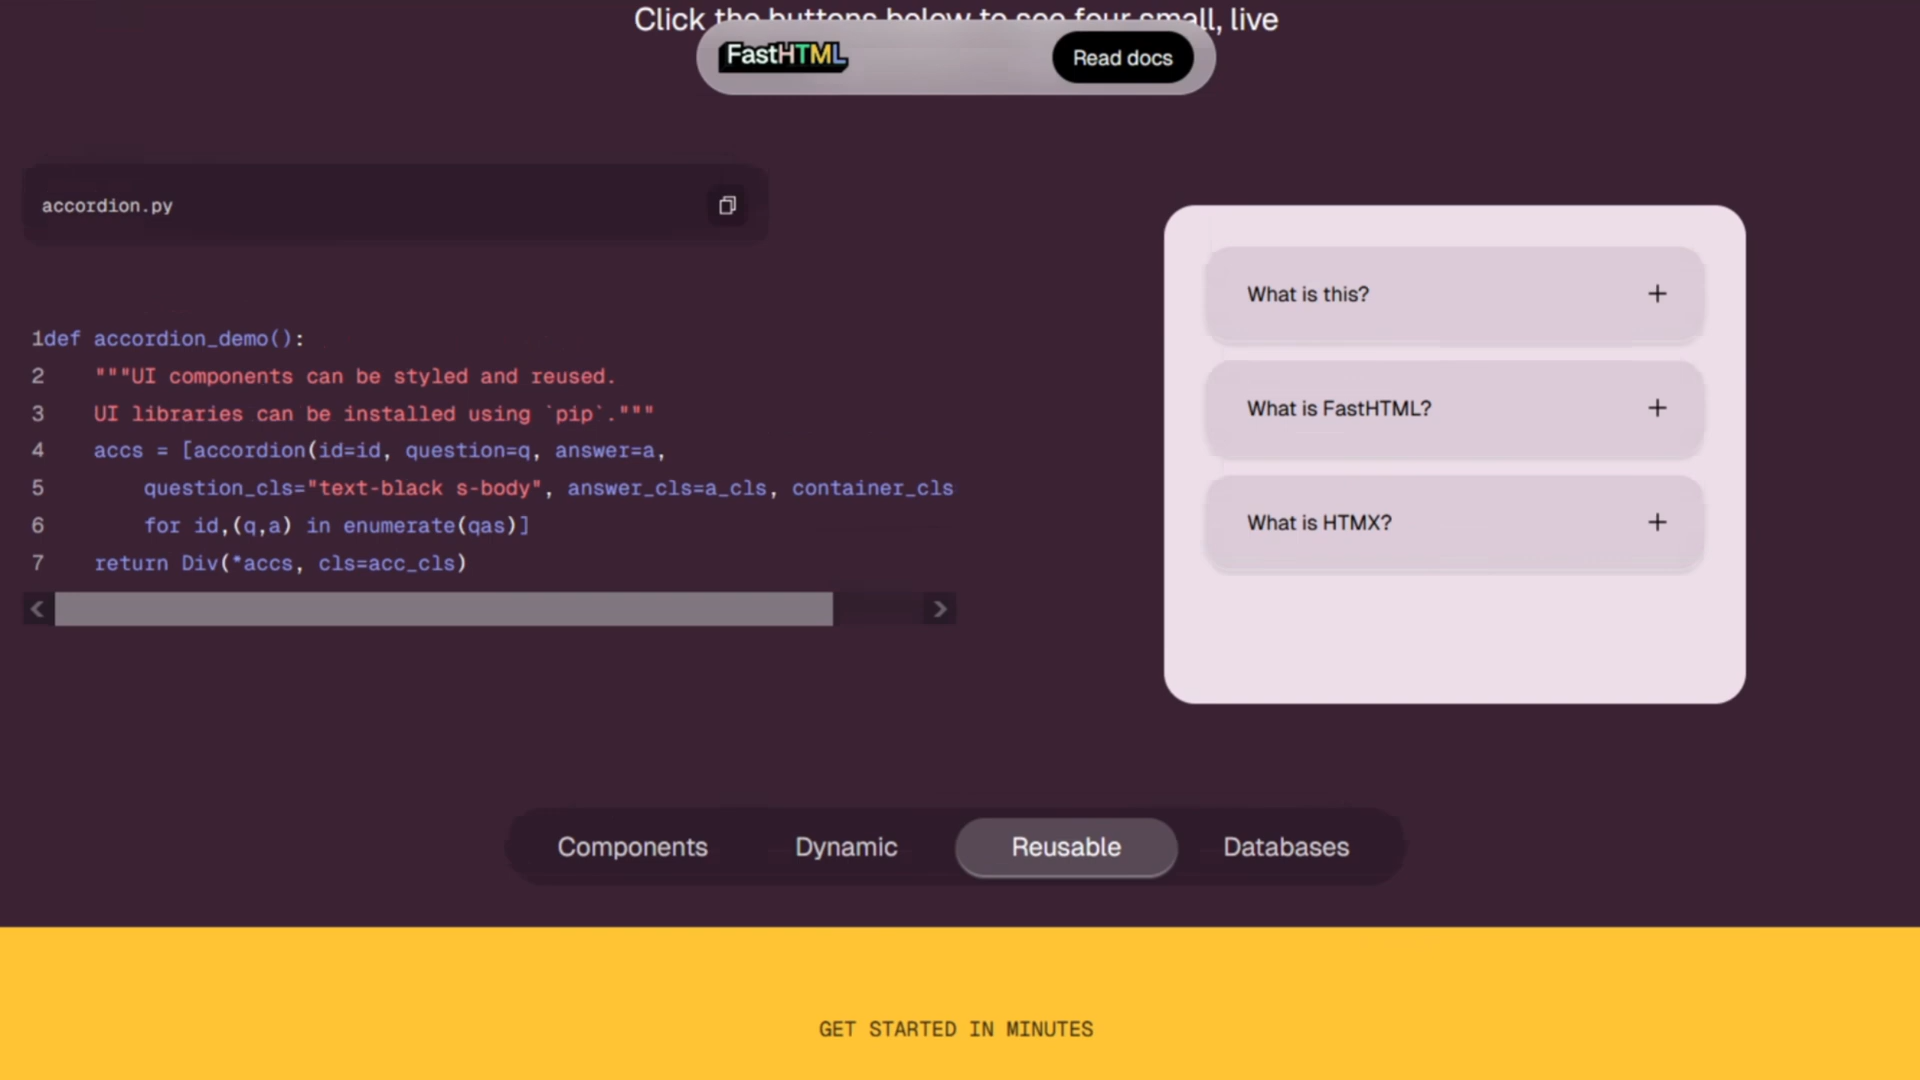 Click the buttons below to see four small, live
FastHTML
Read docs
accordion.py
1def accordion_demo():
2 """UI components can be styled and reused.
3 UI libraries can be installed using `pip`."""
4 accs = [accordion(id=id, question=q, answer=a,
5 question_cls="text-black s-body", answer_cls=a_cls, container_cls
6 for id,(q,a) in enumerate(qas)]
7 return Div(*accs, cls=acc_cls)
What is this?
What is FastHTML?
What is HTMX?
Components Dynamic Reusable Databases
GET STARTED IN MINUTES